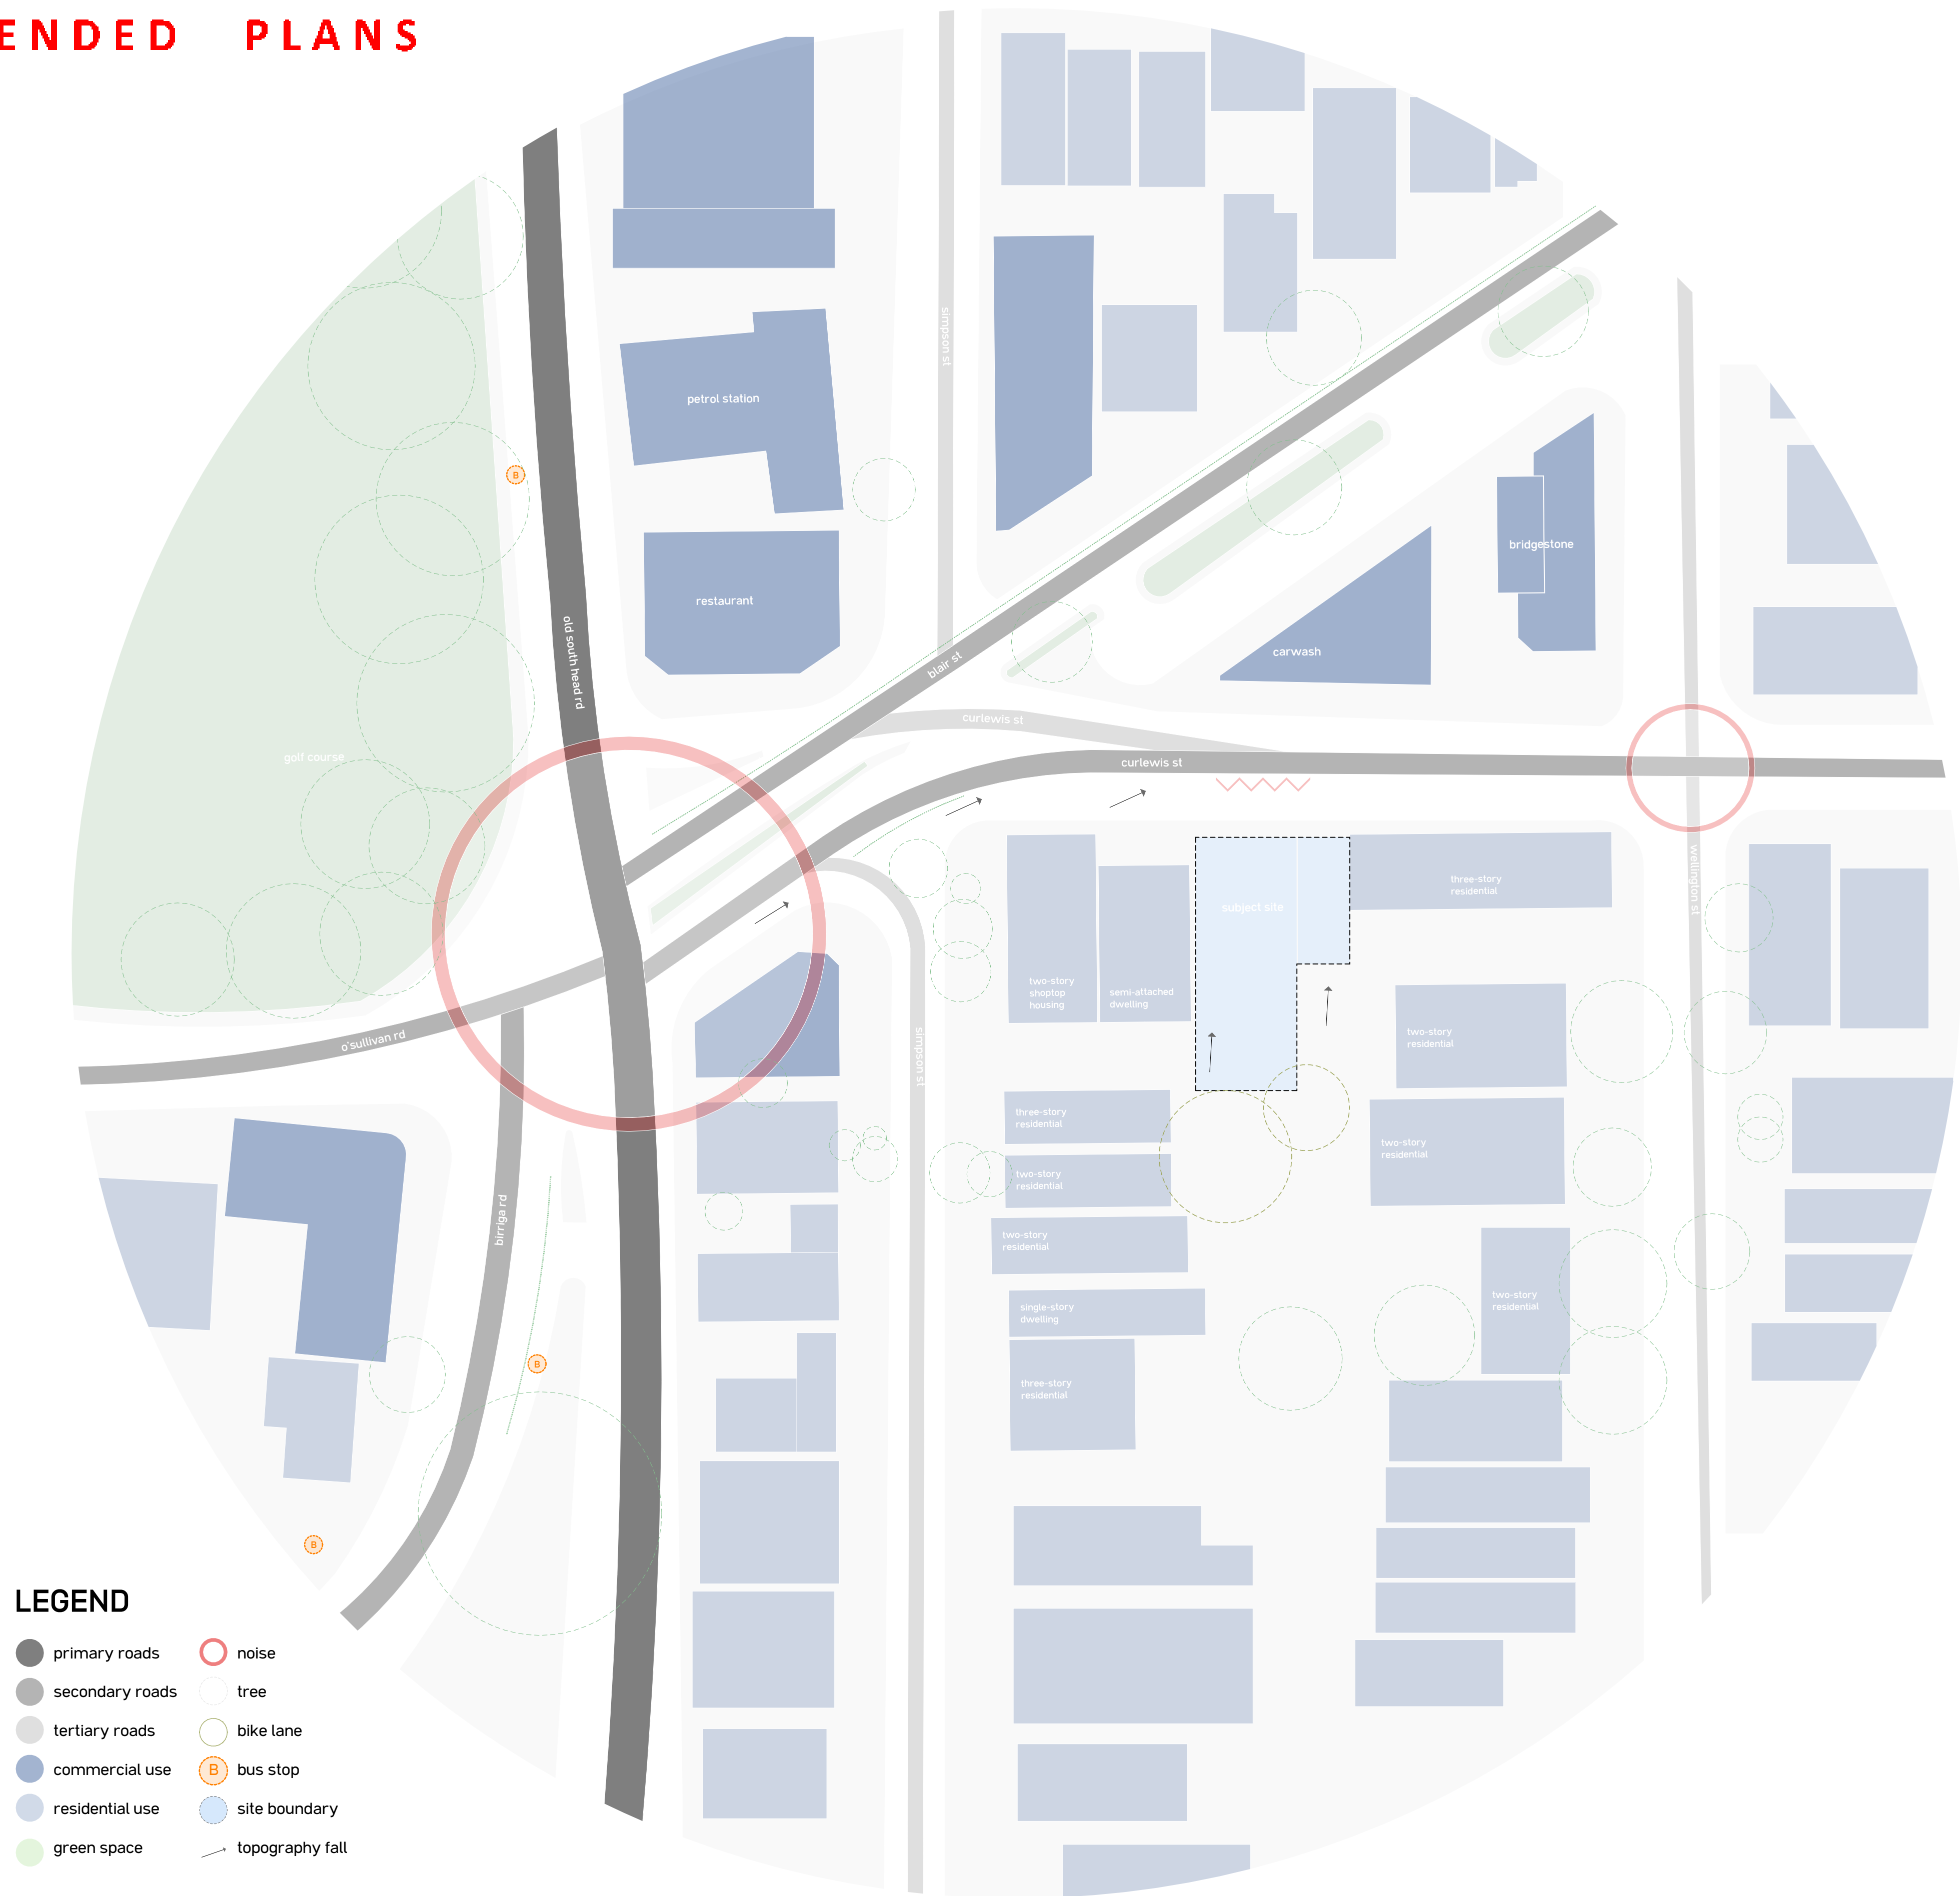 ENDED PLANS
simpson st
petrol station
B
bridgestone
restaurant
old south head rd
blair st
carwash
curlewis st
golf course
curlewis st
wellington st
three-story
residential
subject site
two-story
shoptop
housing
semi-attached
dwelling
o'sullivan rd
simpson st
two-story
residential
three-story
residential
two-story
residential
two-story
residential
birriga rd
two-story
residential
single-story
dwelling
two-story
residential
B
three-story
residential
B
LEGEND
primary roads
noise
secondary roads
tree
tertiary roads
bike lane
commercial use
B
bus stop
residential use
site boundary
green space
topography fall